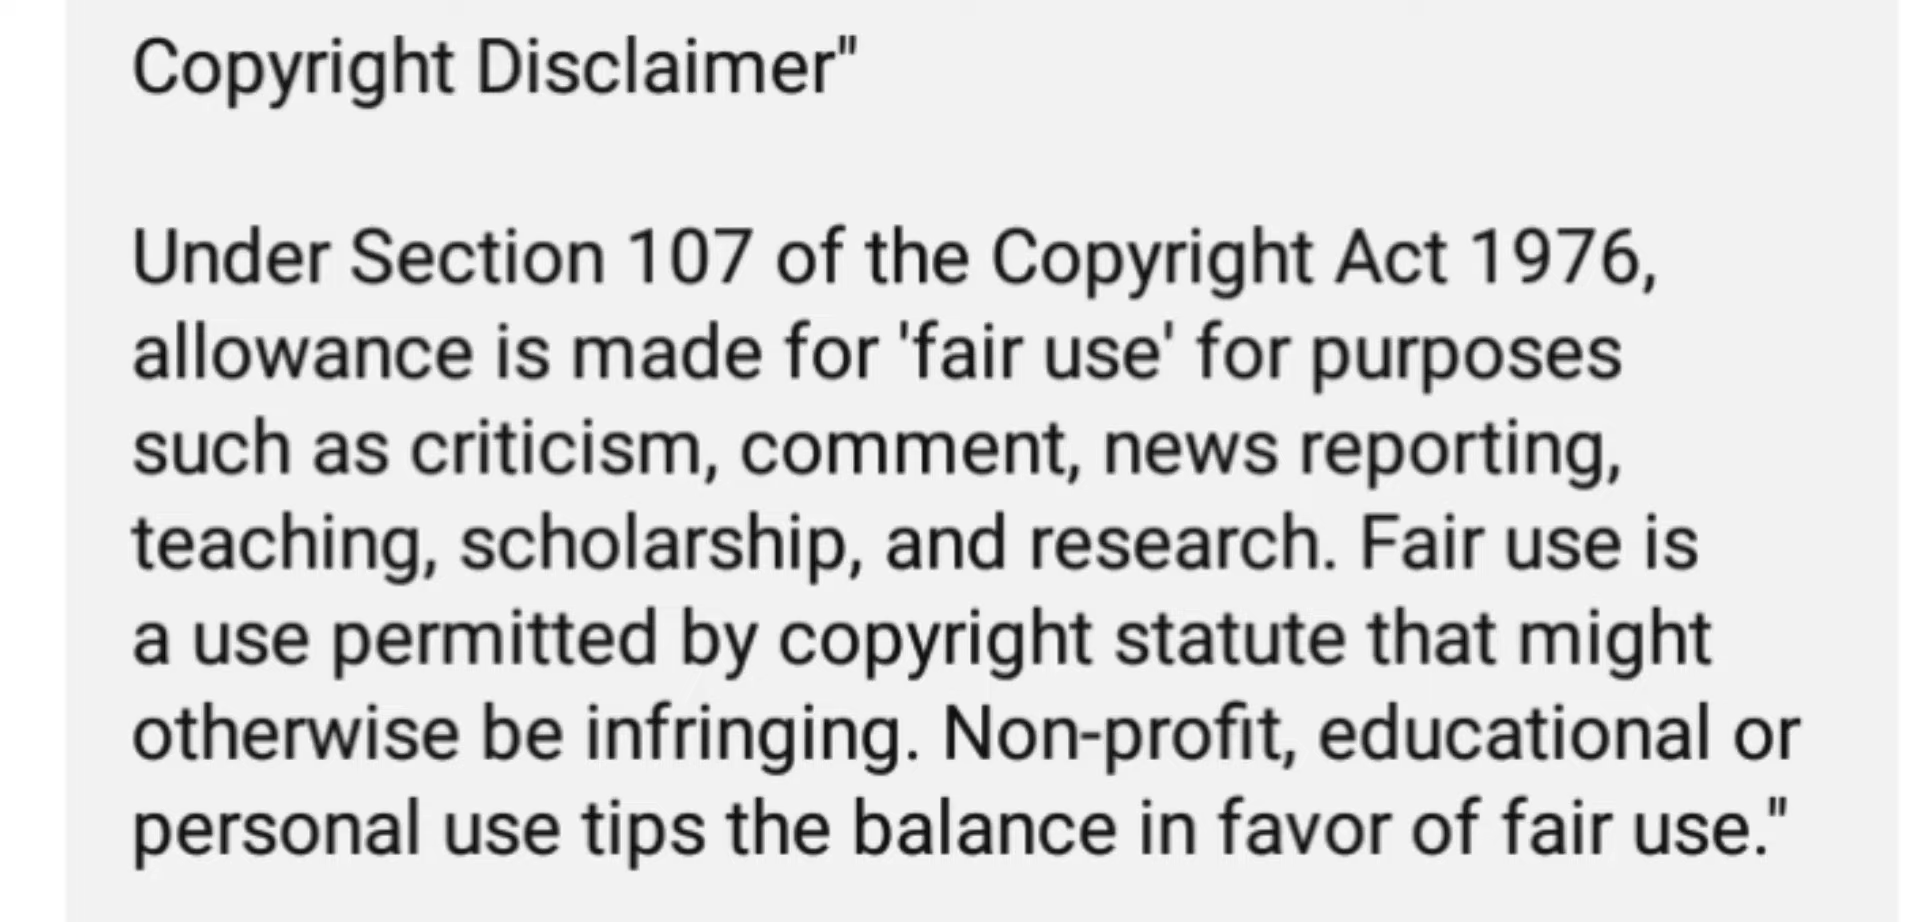 Copyright Disclaimer"
Under Section 107 of the Copyright Act 1976,
allowance is made for 'fair use' for purposes
such as criticism, comment, news reporting,
teaching, scholarship, and research. Fair use is
a use permitted by copyright statute that might
otherwise be infringing. Non-profit, educational or
personal use tips the balance in favor of fair use."